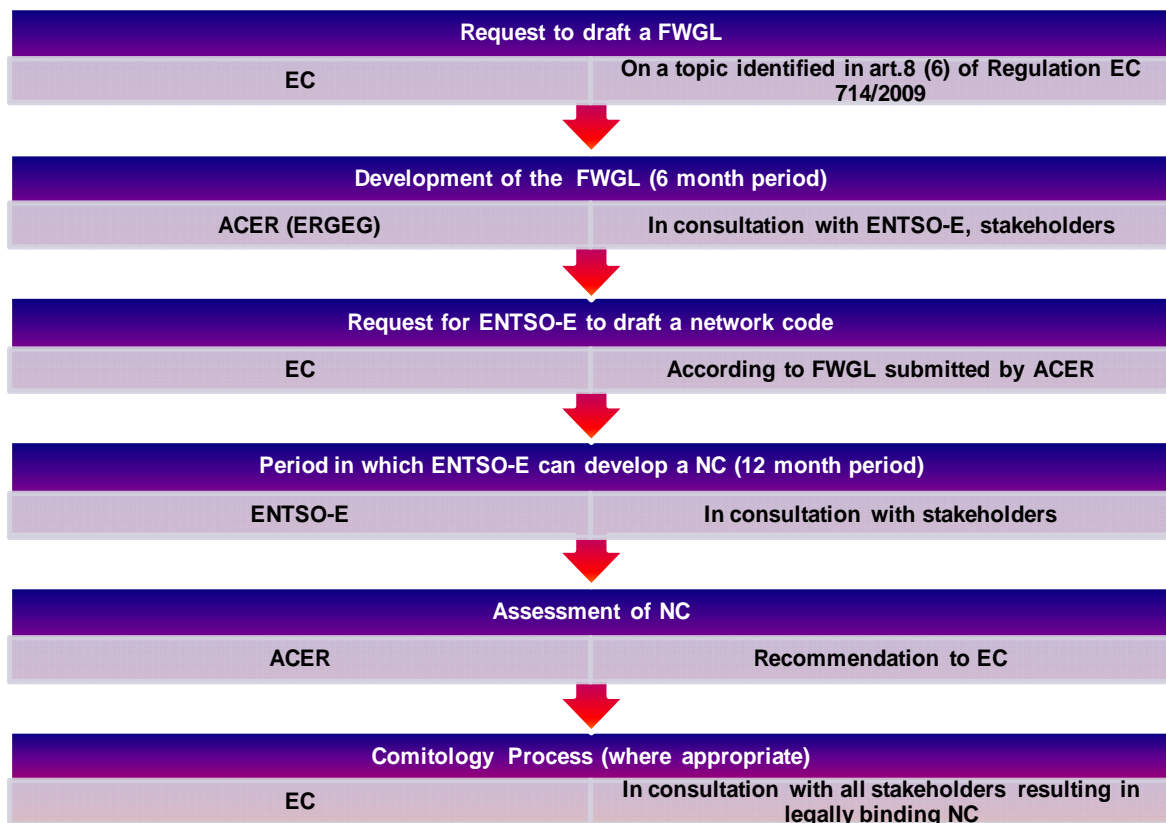 Request to draft a FWGL
EC
On a topic identified in art.8 (6) of Regulation EC
714/2009
Development of the FWGL (6 month period)
ACER (ERGEG)
In consultation with ENTSO-E, stakeholders
Request for ENTSO-E to draft a network code
EC
According to FWGL submitted by ACER
Period in which ENTSO-E can develop a NC (12 month period)
ENTSO-E
In consultation with stakeholders
Assessment of NC
ACER
Recommendation to EC
Comitology Process (where appropriate)
EC
In consultation with all stakeholders resulting in
legally binding NC